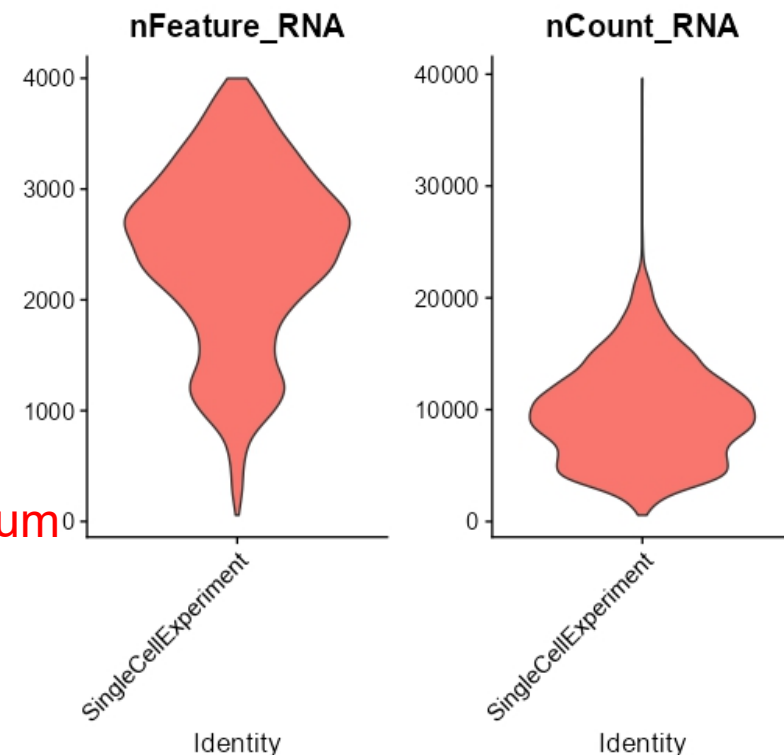 nFeature_RNA
4000
3000
2000
1000
0
um
SingleCellExperiment
Identity
nCount_RNA
40000
30000
20000
10000
0
SingleCellExperiment
Identity